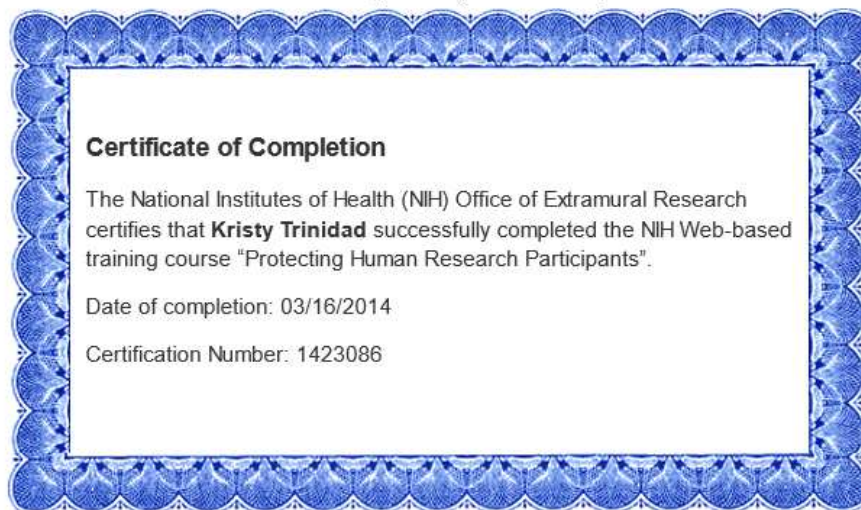 Certificate of Completion
The National Institutes of Health (NIH) Office of Extramural Research
certifies that Kristy Trinidad successfully completed the NIH Web-based
training course “Protecting Human Research Participants”.
Date of completion: 03/16/2014
Certification Number: 1423086